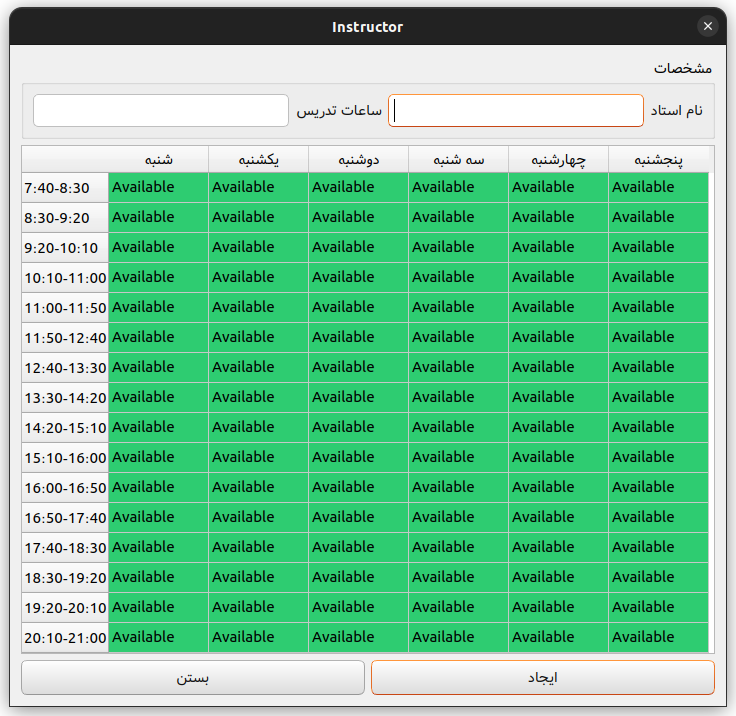 Instructor
مشخصات
نام استاد ساعات تدریس
شنبه یکشنبه دوشنبه سه شنبه چهارشنبه پنجشنبه
7:40-8:30 Available Available Available Available Available Available
8:30-9:20 Available Available Available Available Available Available
9:20-10:10 Available Available Available Available Available Available
10:10-11:00 Available Available Available Available Available Available
11:00-11:50 Available Available Available Available Available Available
11:50-12:40 Available Available Available Available Available Available
12:40-13:30 Available Available Available Available Available Available
13:30-14:20 Available Available Available Available Available Available
14:20-15:10 Available Available Available Available Available Available
15:10-16:00 Available Available Available Available Available Available
16:00-16:50 Available Available Available Available Available Available
16:50-17:40 Available Available Available Available Available Available
17:40-18:30 Available Available Available Available Available Available
18:30-19:20 Available Available Available Available Available Available
19:20-20:10 Available Available Available Available Available Available
20:10-21:00 Available Available Available Available Available Available
ایجاد بستن